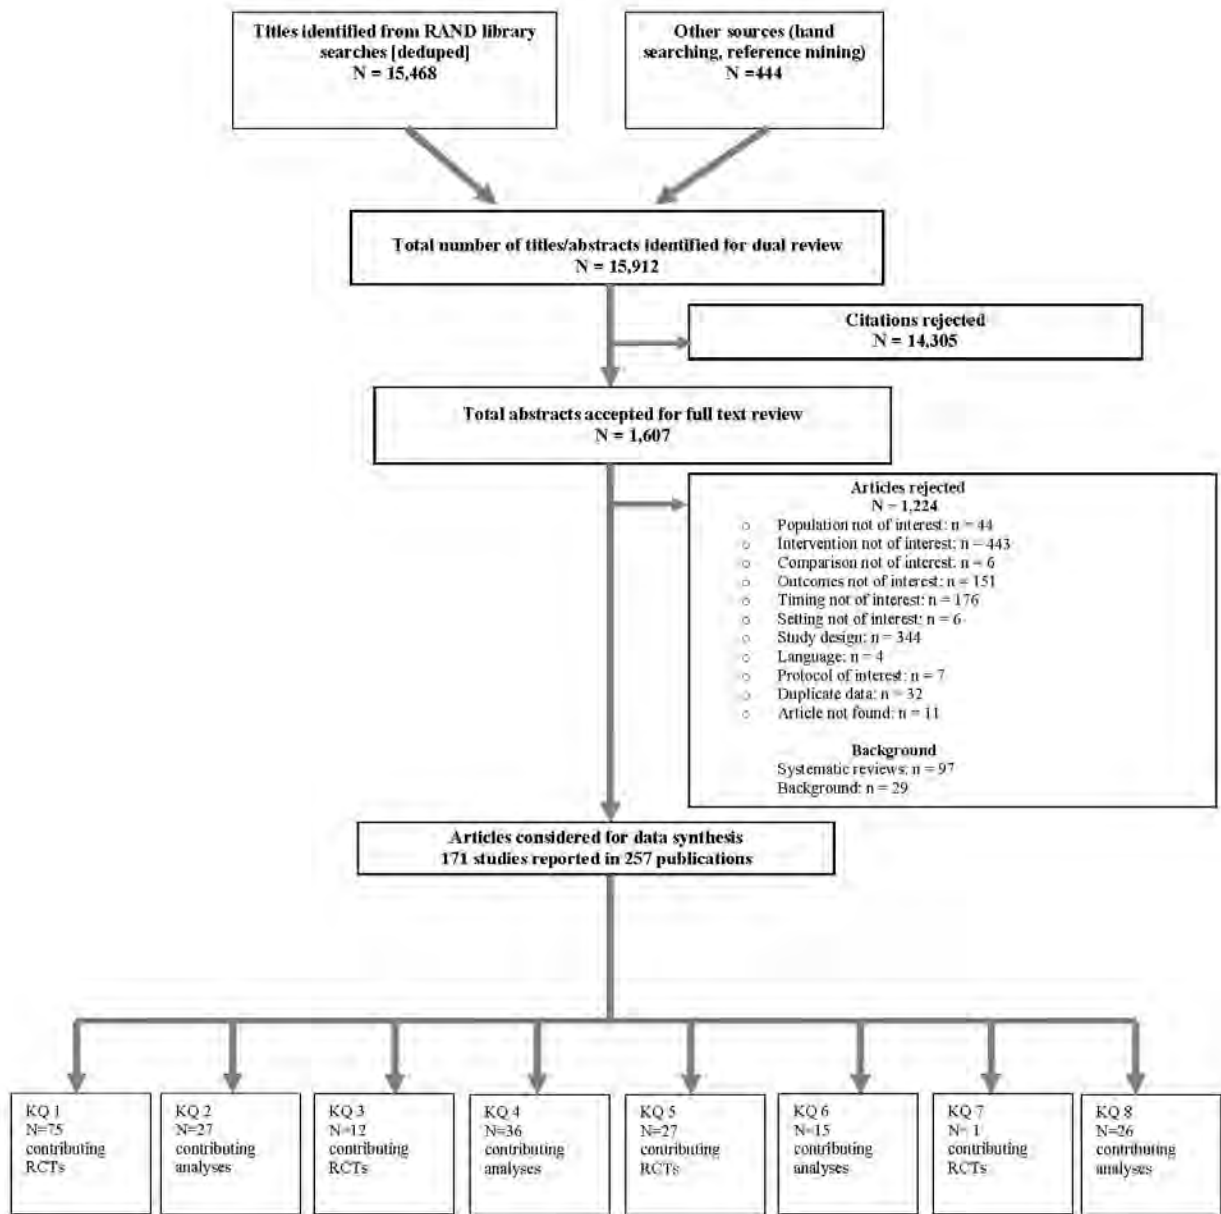 Titles identified from RAND library
searches [deduped]
N = 15,468
Other sources (hand
searching, reference mining)
N =444
Total number of titles/abstracts identified for dual review
N = 15,912
Citations rejected
N = 14,305
Total abstracts accepted for full text review
N = 1,607
Articles rejected
N = 1,224
o Population not of interest: n = 44
o Intervention not of interest: n = 443
o Comparison not of interest: n = 6
o Outcomes not of interest: n = 151
o Timing not of interest: n = 176
o Setting not of interest: n = 6
o Study design: n = 344
o Language: n = 4
o Protocol of interest: n = 7
o Duplicate data: n = 32
o Article not found: n = 11
Background
Systematic reviews: n = 97
Background: n = 29
Articles considered for data synthesis
171 studies reported in 257 publications
KQ 1
N=75
contributing
RCTs
KQ 2
N=27
contributing
analyses
KQ 3
N=12
contributing
RCTs
KQ 4
N=36
contributing
analyses
KQ 5
N=27
contributing
RCTs
KQ 6
N=15
contributing
analyses
KQ 7
N= 1
contributing
RCTs
KQ 8
N=26
contributing
analyses